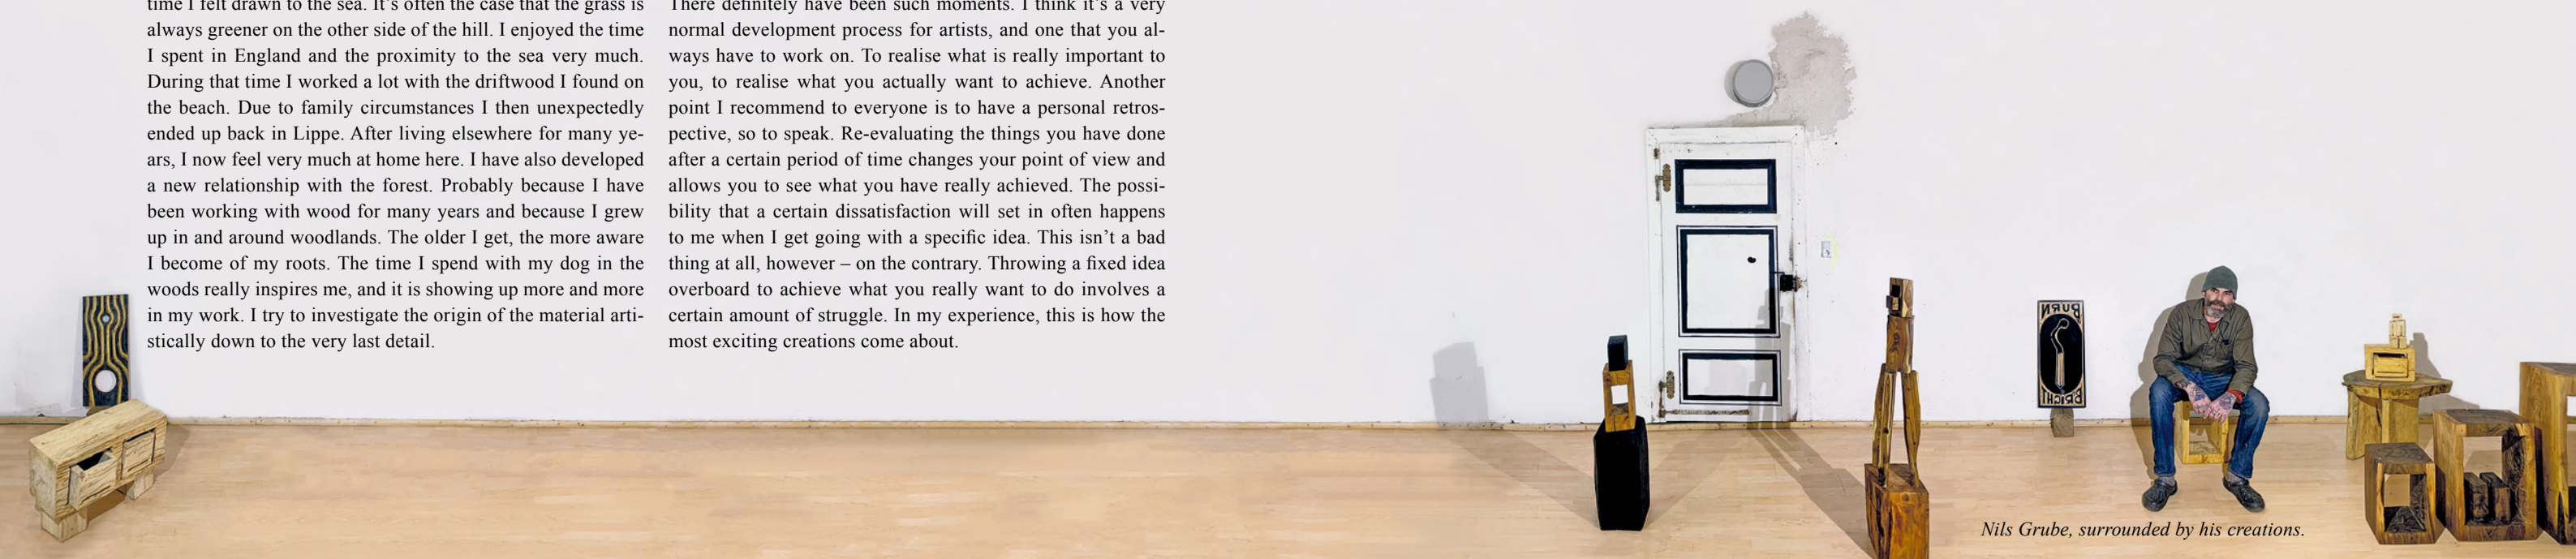 time I felt drawn to the sea. It's often the case that the grass is
always greener on the other side of the hill. I enjoyed the time
I spent in England and the proximity to the sea very much.
During that time I worked a lot with the driftwood I found on
the beach. Due to family circumstances I then unexpectedly
ended up back in Lippe. After living elsewhere for many ye-
ars, I now feel very much at home here. I have also developed
a new relationship with the forest. Probably because I have
been working with wood for many years and because I grew
up in and around woodlands. The older I get, the more aware
I become of my roots. The time I spend with my dog in the
woods really inspires me, and it is showing up more and more
in my work. I try to investigate the origin of the material arti-
stically down to the very last detail.
There definitely have been such moments. I think it's a very
normal development process for artists, and one that you al-
ways have to work on. To realise what is really important to
you, to realise what you actually want to achieve. Another
point I recommend to everyone is to have a personal retros-
pective, so to speak. Re-evaluating the things you have done
after a certain period of time changes your point of view and
allows you to see what you have really achieved. The possi-
bility that a certain dissatisfaction will set in often happens
to me when I get going with a specific idea. This isn't a bad
thing at all, however – on the contrary. Throwing a fixed idea
overboard to achieve what you really want to do involves a
certain amount of struggle. In my experience, this is how the
most exciting creations come about.
BURN
BRIGHT
Nils Grube, surrounded by his creations.